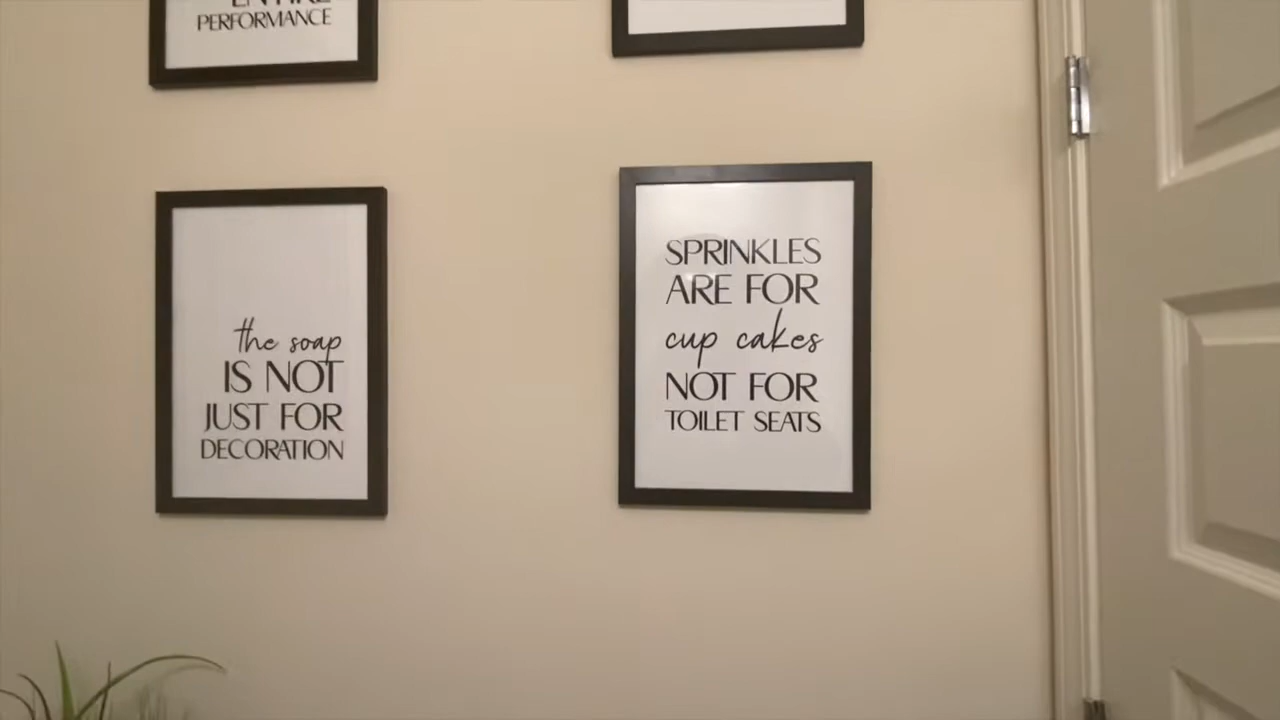 PERFORMANCE
the soap
IS NOT
JUST FOR
DECORATION
SPRINKLES
ARE FOR
cup cakes
NOT FOR
TOILET SEATS